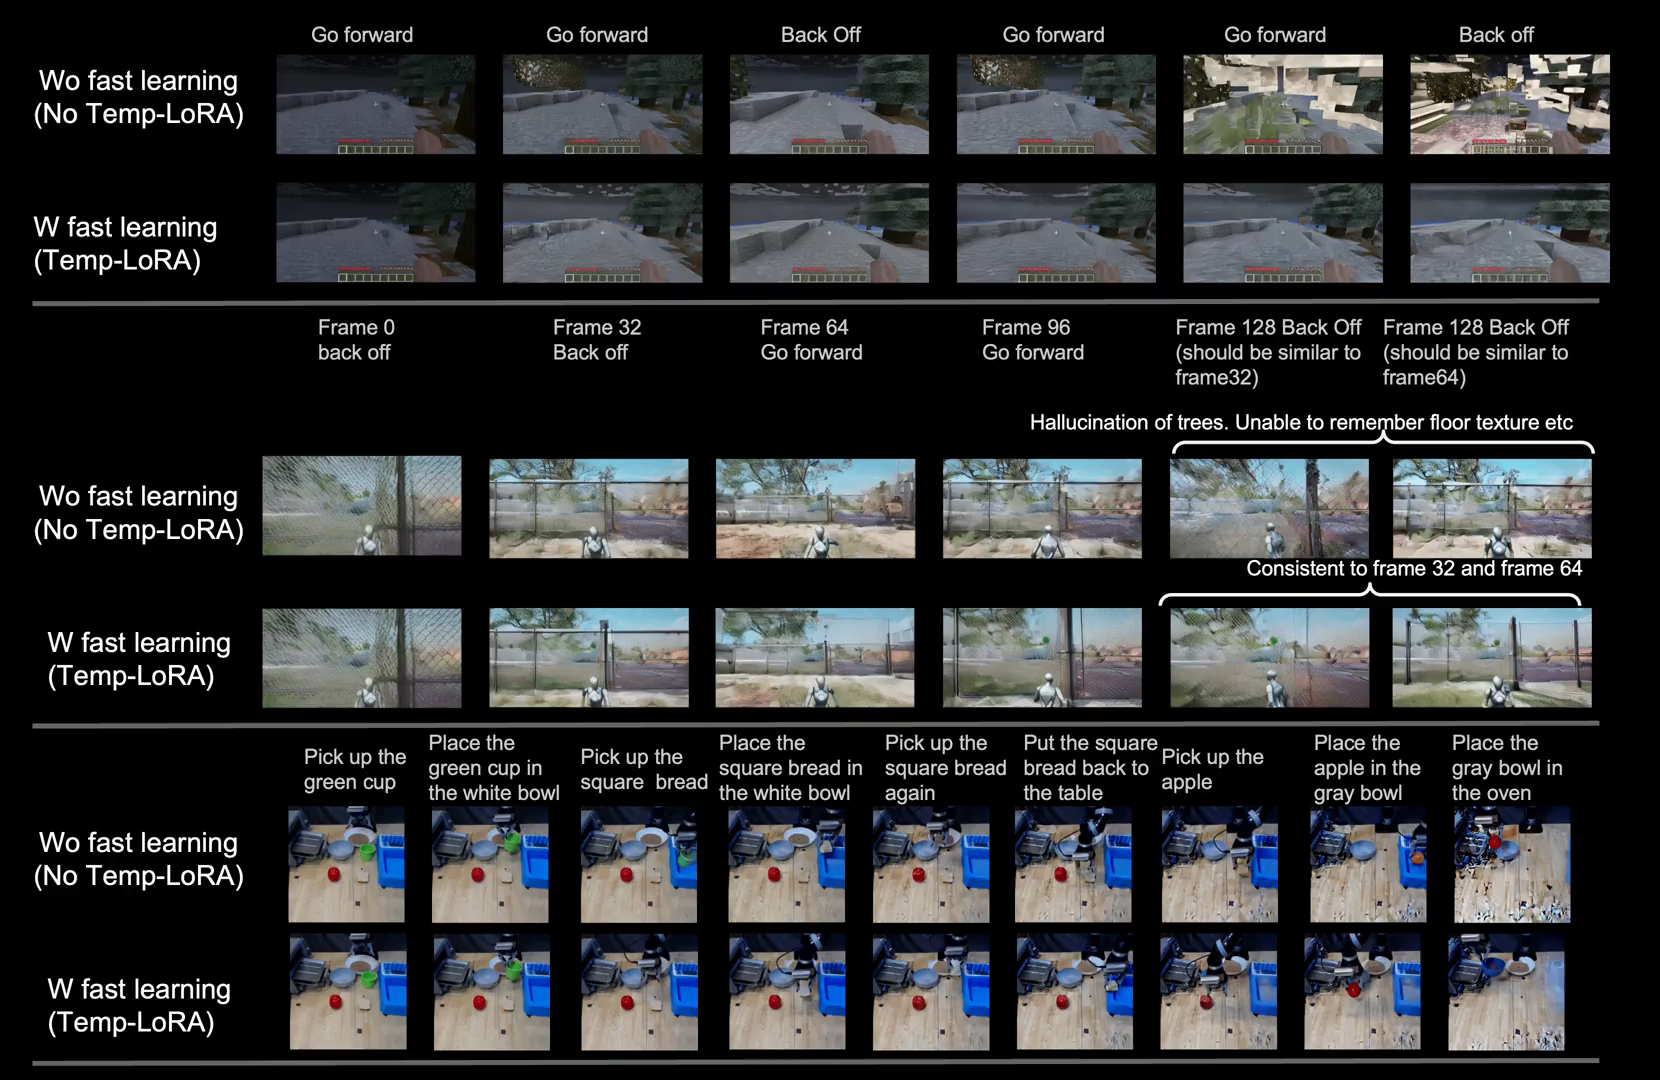 Go forward
Go forward
Back Off
Go forward
Go forward
Back off
Wo fast learning
(No Temp-LoRA)
W fast learning
(Temp-LoRA)
Frame 0
back off
Frame 32
Back off
Frame 64
Go forward
Frame 96
Go forward
Frame 128 Back Off
(should be similar to
frame32)
Frame 128 Back Off
(should be similar to
frame64)
Hallucination of trees. Unable to remember floor texture etc
Wo fast learning
(No Temp-LoRA)
Consistent to frame 32 and frame 64
W fast learning
(Temp-LoRA)
Pick up the
green cup
Place the
green cup in
the white bowl
Pick up the
square  bread
Place the
square bread in
the white bowl
Pick up the
square bread
again
Put the square
bread back to
the table
Pick up the
apple
Place the
apple in the
gray bowl
Place the
gray bowl in
the oven
Wo fast learning
(No Temp-LoRA)
W fast learning
(Temp-LoRA)